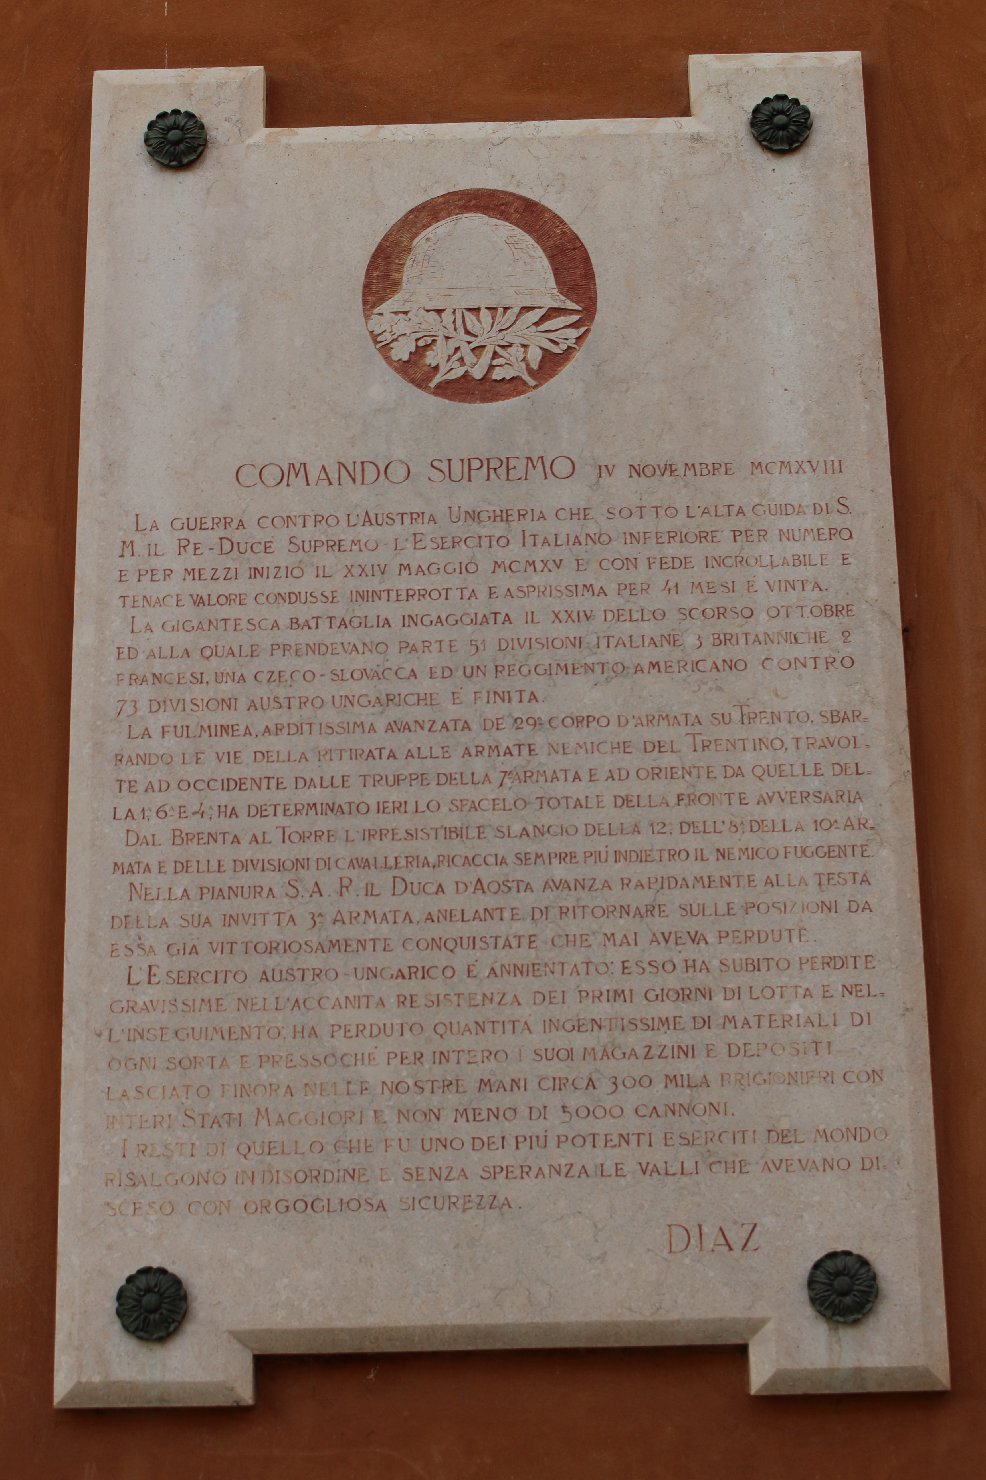 COMANDO SUPREMO IV NOVEMBRE MCMXVIII
LA GUERRA CONTRO L'AUSTRIA UNGHERIA CHE, SOTTO L'ALTA GUIDA DI S.
M. IL RE-DUCE SUPREMO-L'ESERCITO ITALIANO, INFERIORE PER NUMERO
E PER MEZZI INIZIÒ IL XXIV MAGGIO MCMXV E CON FEDE INCROLLABILE E
TENACE VALORE CONDUSSE, ININTERROTTA E ASPRISSIMA PER 41 MESI È VINTA.
LA GIGANTESCA BATTAGLIA INGAGGIATA IL XXIV DELLO SCORSO OTTOBRE
ED ALLA QUALE PRENDEVANO PARTE 51 DIVISIONI ITALIANE 3 BRITANNICHE 2
FRANCESI, UNA CZECO-SLOVACCA ED UN REGGIMENTO AMERICANO CONTRO
73 DIVISIONI AUSTRO UNGARICHE È FINITA.
LA FULMINEA, ARDITISSIMA AVANZATA DEL 29º CORPO D'ARMATA SU TRENTO, SBAR-
RANDO LE VIE DELLA RITIRATA ALLE ARMATE NEMICHE DEL TRENTINO, TRAVOL-
TE AD OCCIDENTE DALLE TRUPPE DELLA 7ª ARMATA E AD ORIENTE DA QUELLE DEL-
LA 1ª, 6ª E 4ª, HA DETERMINATO IERI LO SFACELO TOTALE DELLA FRONTE AVVERSARIA
DAL BRENTA AL TORRE L'IRRESISTIBILE SLANCIO DELLA 12ª, DELL'8ª, DELLA 10ª AR-
MATA E DELLE DIVISIONI DI CAVALLERIA, RICACCIA SEMPRE PIÙ INDIETRO IL NEMICO FUGGENTE.
NELLA PIANURA S. A. R. IL DUCA D'AOSTA AVANZA RAPIDAMENTE ALLA TESTA
DELLA SUA INVITTA 3ª ARMATA, ANELANTE DI RITORNARE SULLE POSIZIONI DA
ESSA GIÀ VITTORIOSAMENTE CONQUISTATE, CHE MAI AVEVA PERDUTE.
L'ESERCITO AUSTRO-UNGARICO È ANNIENTATO: ESSO HA SUBITO PERDITE
GRAVISSIME NELL'ACCANITA RESISTENZA DEI PRIMI GIORNI DI LOTTA E NEL-
L'INSEGUIMENTO: HA PERDUTO QUANTITÀ INGENTISSIME DI MATERIALI DI
OGNI SORTA E PRESSOCHÈ PER INTERO I SUOI MAGAZZINI E DEPOSITI.
LASCIATO FINORA NELLE NOSTRE MANI CIRCA 300 MILA PRIGIONIERI CON
INTERI STATI MAGGIORI E NON MENO DI 5000 CANNONI.
I RESTI DI QUELLO CHE FU UNO DEI PIÙ POTENTI ESERCITI DEL MONDO
RISALGONO IN DISORDINE E SENZA SPERANZA LE VALLI CHE AVEVANO DI-
SCESO CON ORGOGLIOSA SICUREZZA.
DIAZ